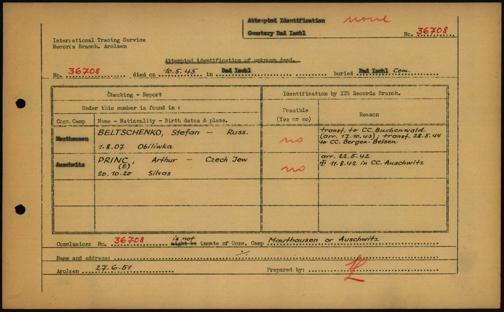 Attempted Identification none
Cemetery Bad Ischl No. 36708
International Tracing Service
Records Branch, Arolsen
Attempted identification of unknown dead.
No. 36708 died on 10.5.45 in Bad Ischl Buried Bad Ischl Cem.
Checking - Report Identification by ITS Records Branch.
Under this number is found in : Possible (Yes or no) Reason
Conc.Camp Name - Nationality - Birth dates & place.
Mauthausen BELTSCHENKO, Stefan - Russ. no transf. to CC. Buchenwald
(arr. 17.10.43); transf. 28.5.44
1.8.07 Obiliwka to CC. Bergen-Belsen
Auschwitz PRINC, Arthur - Czech Jew no arr. 22.5.42
(E) + 11.8.42 in CC. Auschwitz
20.10.20 Silvas
Conclusion: No. 36708 is not might be inmate of Conc. Camp Mauthausen or Auschwitz
Name and address: -/-
Arolsen 27.6.51 Prepared by: